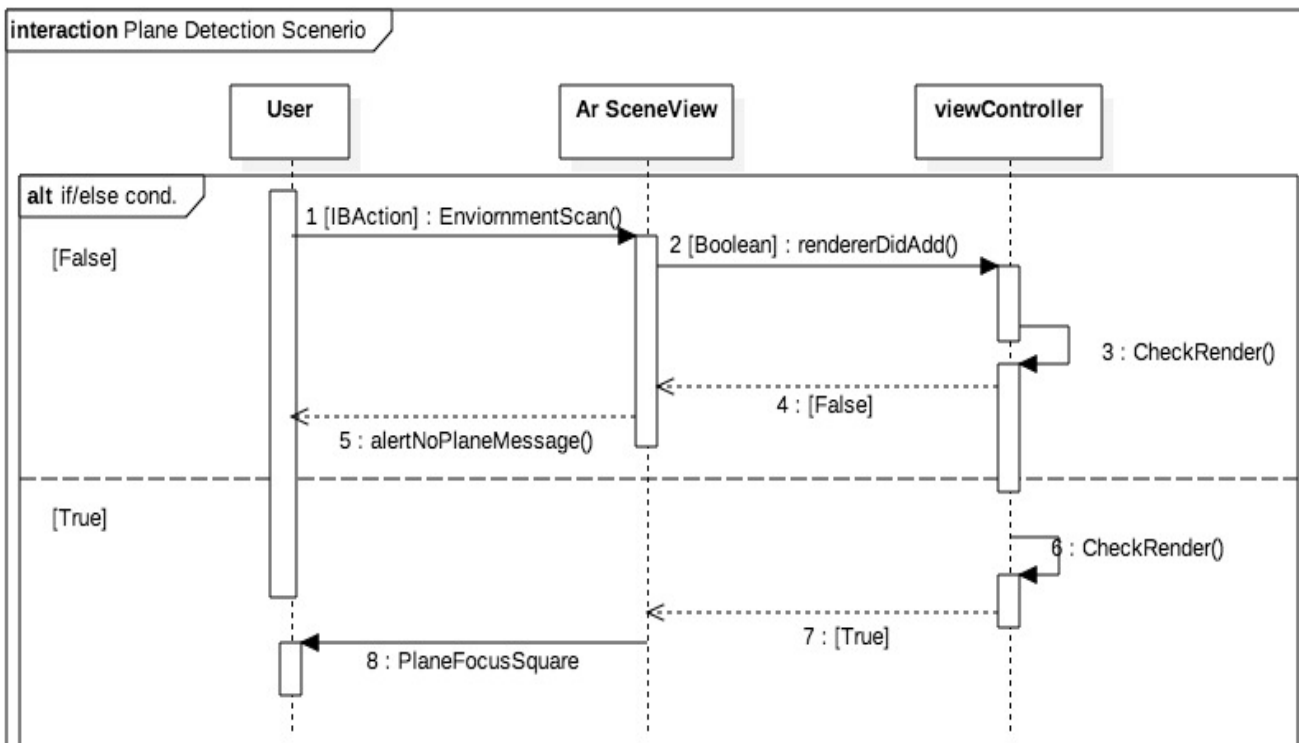 interaction Plane Detection Scenerio
User
Ar SceneView
viewController
alt if/else cond.
1 [IBAction] : EnviornmentScan()
2 [Boolean] : rendererDidAdd()
[False]
3 : CheckRender()
4 : [False]
5 : alertNoPlaneMessage()
[True]
6 : CheckRender()
7 : [True]
8 : PlaneFocusSquare